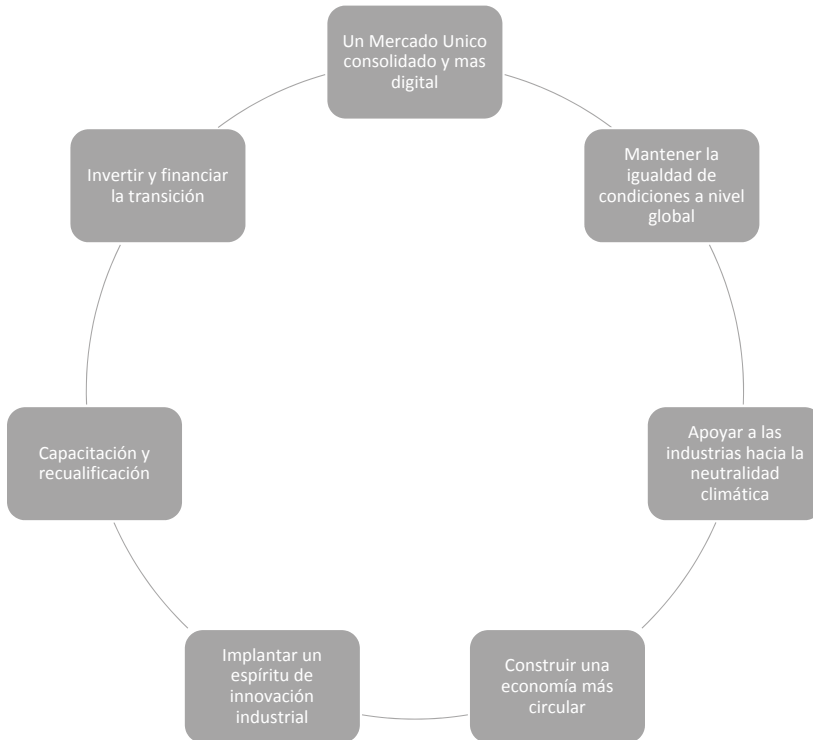 Un Mercado Unico
consolidado y mas
digital
Mantener la
igualdad de
condiciones a nivel
global
Apoyar a las
industrias hacia la
neutralidad
climática
Construir una
economía más
circular
Implantar un
espíritu de
innovación
industrial
Capacitación y
recualificación
Invertir y financiar
la transición